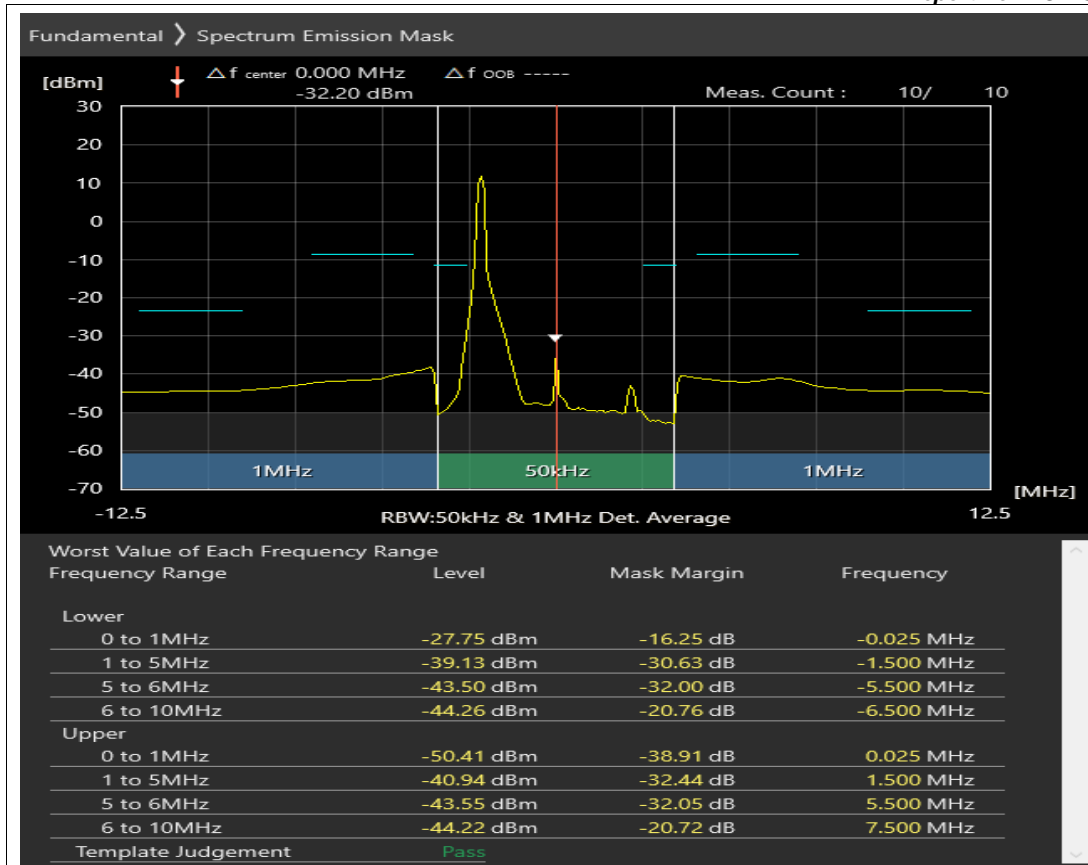 Fundamental ❯ Spectrum Emission Mask
[dBm] △ f center 0.000 MHz △ f OOB -----
-32.20 dBm Meas. Count : 10/ 10
30
20
10
0
-10
-20
-30
-40
-50
-60
1MHz 50kHz 1MHz
-70
[MHz]
-12.5 RBW:50kHz & 1MHz Det. Average 12.5
Worst Value of Each Frequency Range
Frequency Range Level Mask Margin Frequency
Lower
0 to 1MHz -27.75 dBm -16.25 dB -0.025 MHz
1 to 5MHz -39.13 dBm -30.63 dB -1.500 MHz
5 to 6MHz -43.50 dBm -32.00 dB -5.500 MHz
6 to 10MHz -44.26 dBm -20.76 dB -6.500 MHz
Upper
0 to 1MHz -50.41 dBm -38.91 dB 0.025 MHz
1 to 5MHz -40.94 dBm -32.44 dB 1.500 MHz
5 to 6MHz -43.55 dBm -32.05 dB 5.500 MHz
6 to 10MHz -44.22 dBm -20.72 dB 7.500 MHz
Template Judgement Pass